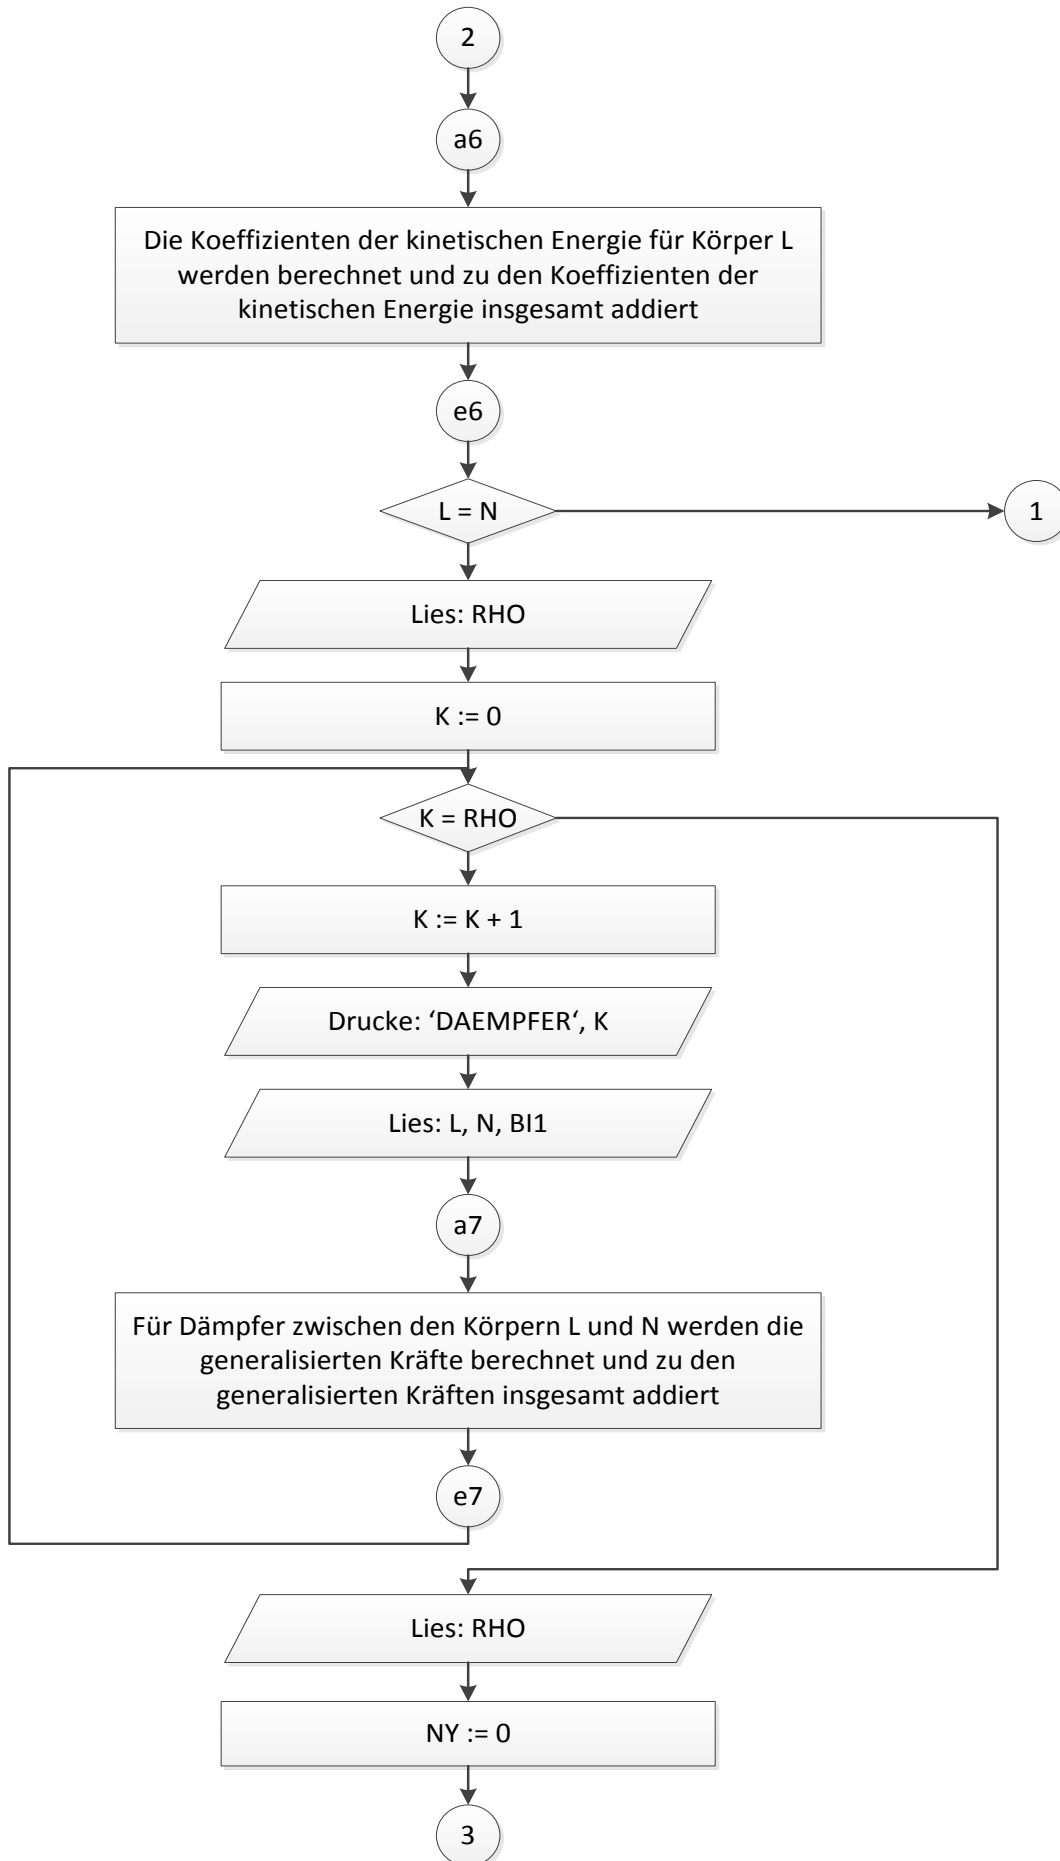 2
a6
Die Koeffizienten der kinetischen Energie für Körper L
werden berechnet und zu den Koeffizienten der
kinetischen Energie insgesamt addiert
e6
L = N
1
Lies: RHO
K := 0
K = RHO
K := K + 1
Drucke: ‘DAEMPFER‘, K
Lies: L, N, BI1
a7
Für Dämpfer zwischen den Körpern L und N werden die
generalisierten Kräfte berechnet und zu den
generalisierten Kräften insgesamt addiert
e7
Lies: RHO
NY := 0
3